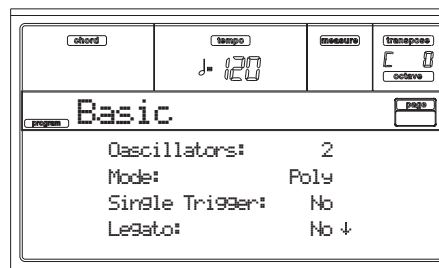 chord tempo measure transpose
♩= 120 C 0
octave
program Basic page
Oascillators: 2
Mode: Poly
Single Trigger: No
Legato: No ↓